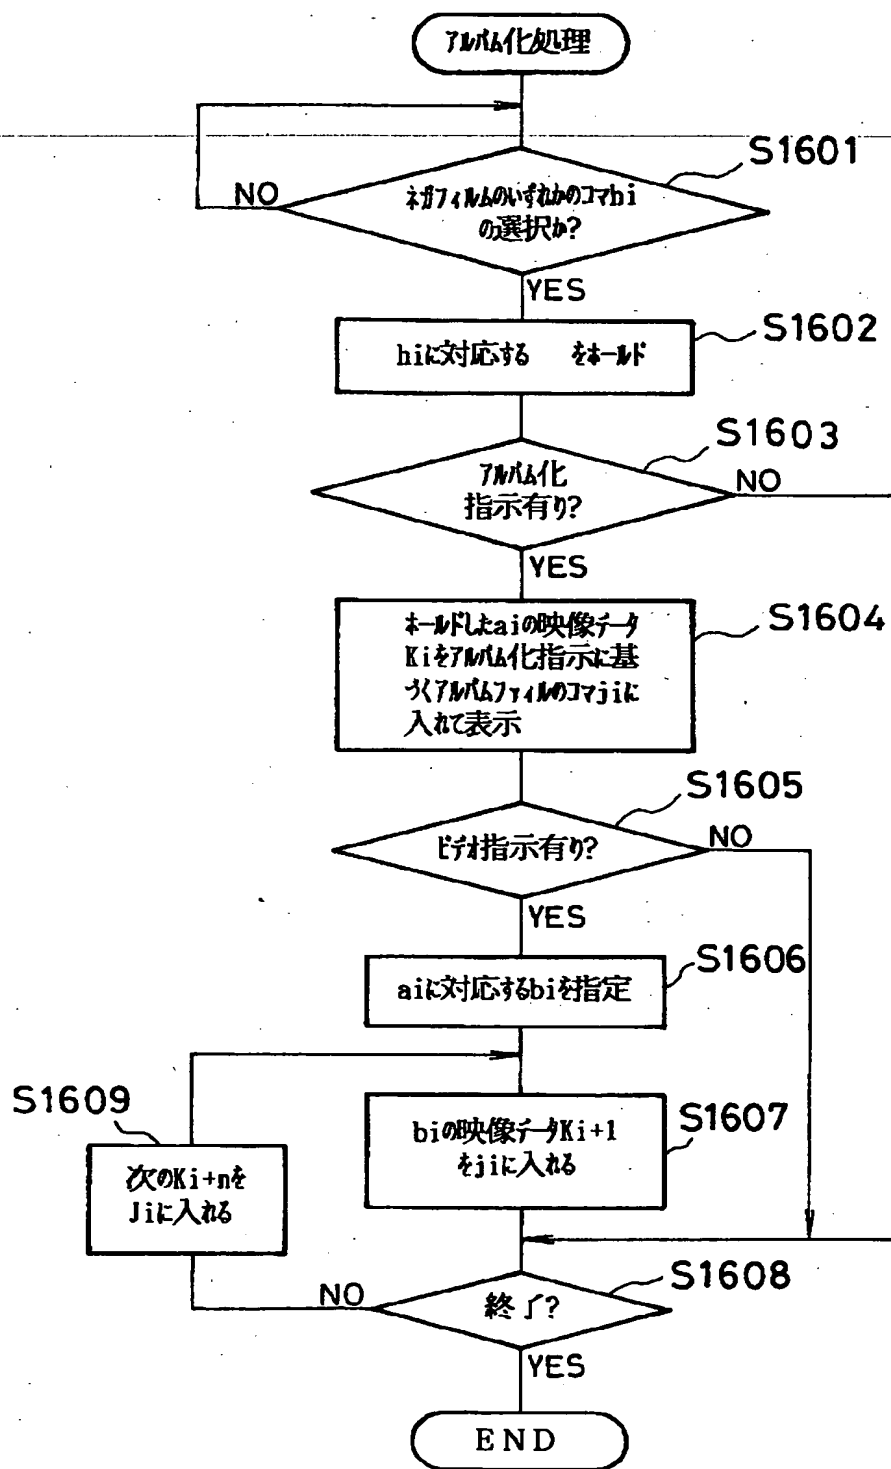 アルバム化処理
S1601
NO
ネガフィルムのいずれかのコマhi
の選択か?
YES
S1602
hiに対応する　をホールド
S1603
アルバム化
指示有り?
NO
YES
S1604
ホールドしたaiの映像データ
Kiをアルバム化指示に基
づくアルバムファィルのコマjiに
入れて表示
S1605
ビデオ指示有り?
NO
YES
S1606
aiに対応するbiを指定
S1609
次のKi+nを
Jiに入れる
S1607
biの映像データKi+1
をjiに入れる
S1608
NO
終了?
YES
END